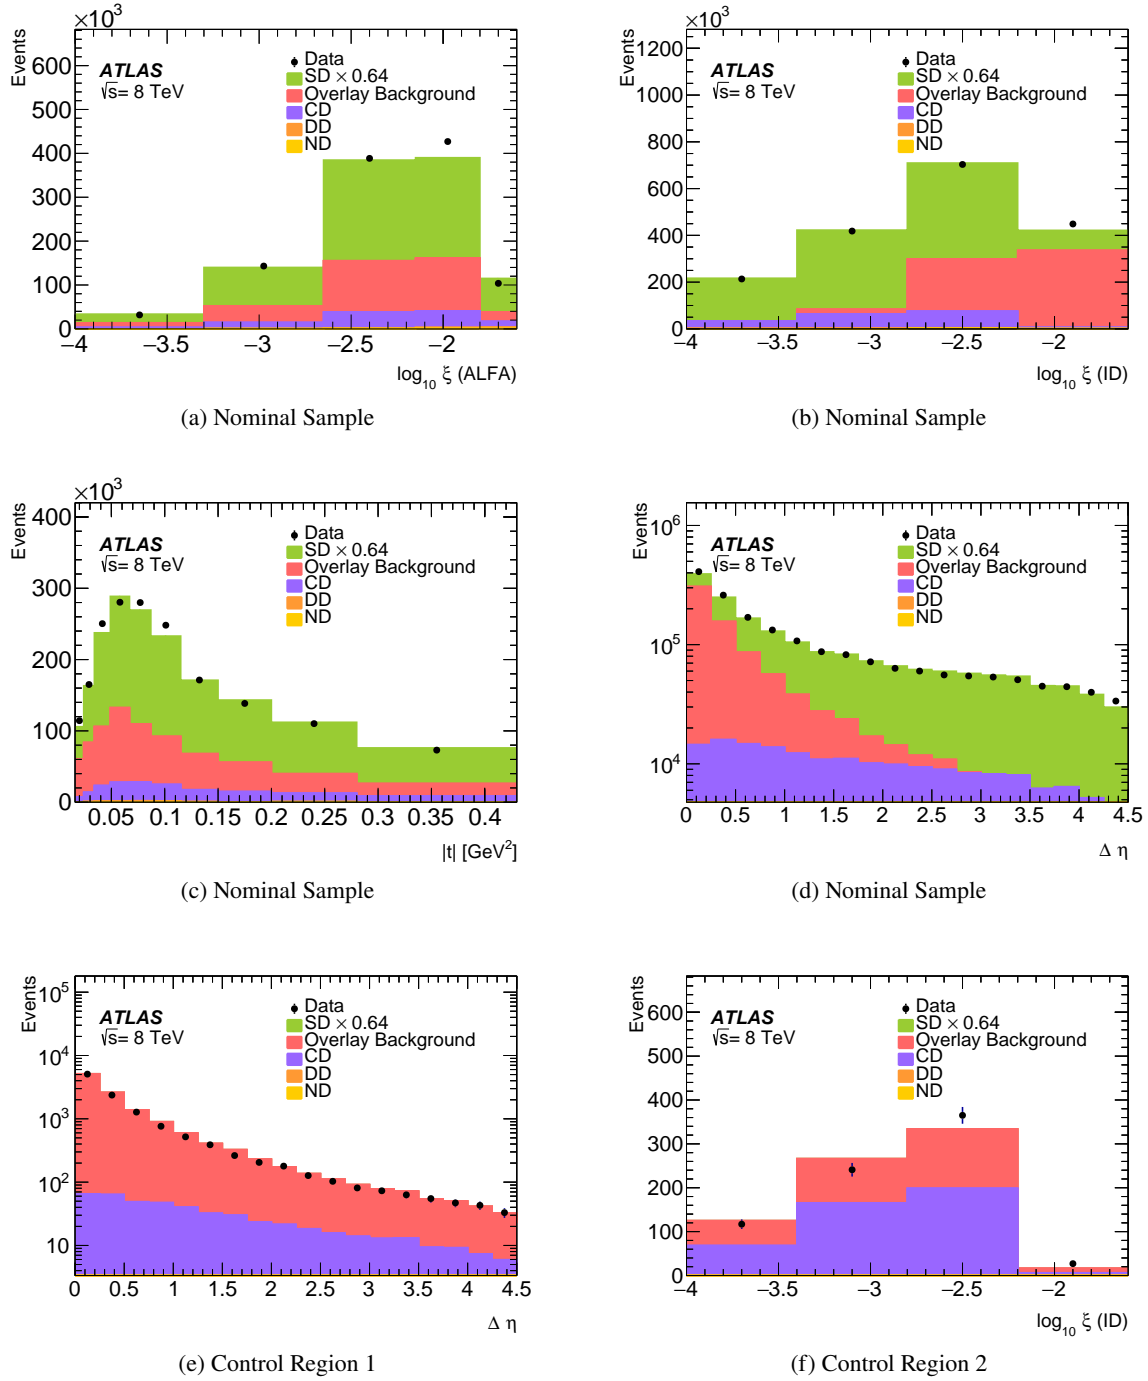 ×10³
Events
600
500
400
300
200
100
0
ATLAS
√s= 8 TeV
Data
SD × 0.64
Overlay Background
CD
DD
ND
−4 −3.5 −3 −2.5 −2
log₁₀ ξ (ALFA)
(a) Nominal Sample
×10³
Events
1200
1000
800
600
400
200
0
ATLAS
√s= 8 TeV
Data
SD × 0.64
Overlay Background
CD
DD
ND
−4 −3.5 −3 −2.5 −2
log₁₀ ξ (ID)
(b) Nominal Sample
×10³
Events
400
300
200
100
0
ATLAS
√s= 8 TeV
Data
SD × 0.64
Overlay Background
CD
DD
ND
0.05 0.1 0.15 0.2 0.25 0.3 0.35 0.4
|t| [GeV²]
(c) Nominal Sample
Events
10⁶
10⁵
10⁴
ATLAS
√s= 8 TeV
Data
SD × 0.64
Overlay Background
CD
DD
ND
0 0.5 1 1.5 2 2.5 3 3.5 4 4.5
Δ η
(d) Nominal Sample
Events
10⁵
10⁴
10³
10²
10
ATLAS
√s= 8 TeV
Data
SD × 0.64
Overlay Background
CD
DD
ND
0 0.5 1 1.5 2 2.5 3 3.5 4 4.5
Δ η
(e) Control Region 1
Events
600
500
400
300
200
100
0
ATLAS
√s= 8 TeV
Data
SD × 0.64
Overlay Background
CD
DD
ND
−4 −3.5 −3 −2.5 −2
log₁₀ ξ (ID)
(f) Control Region 2